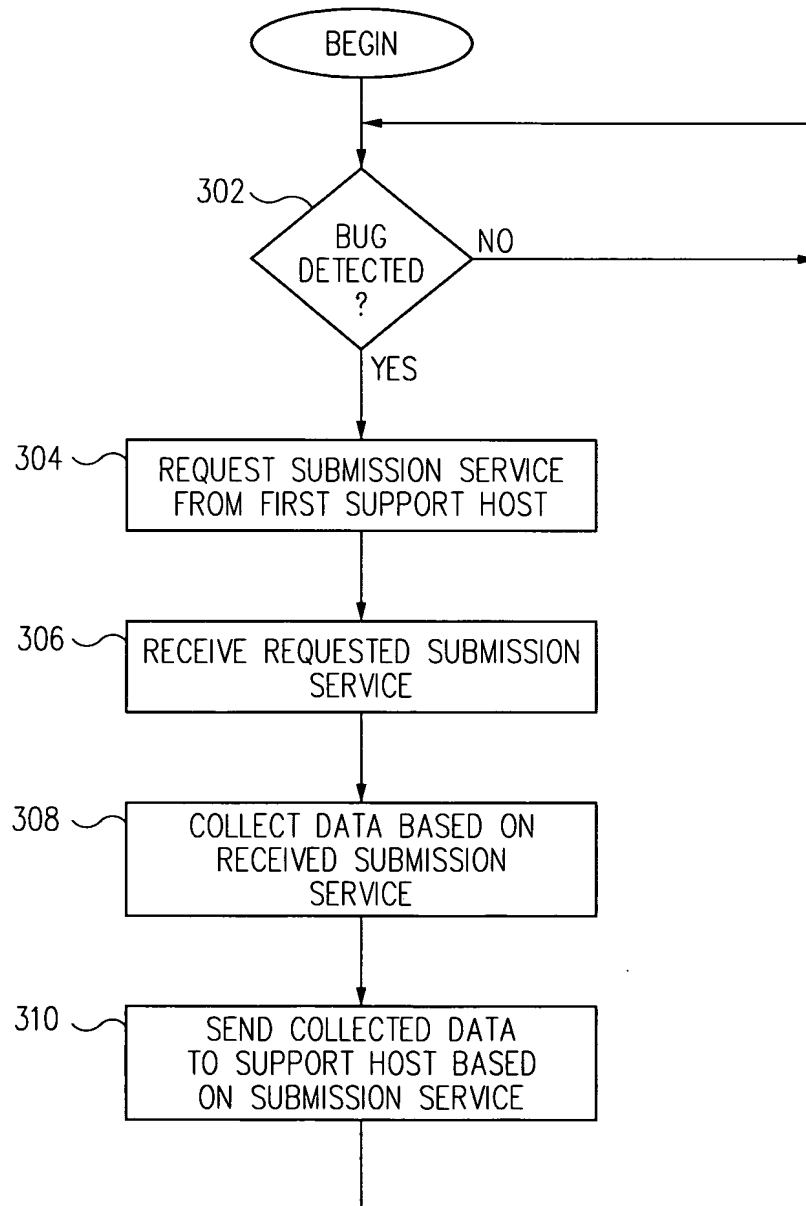 BEGIN
302
BUG
DETECTED
?
NO
YES
304
REQUEST SUBMISSION SERVICE
FROM FIRST SUPPORT HOST
306
RECEIVE REQUESTED SUBMISSION
SERVICE
308
COLLECT DATA BASED ON
RECEIVED SUBMISSION
SERVICE
310
SEND COLLECTED DATA
TO SUPPORT HOST BASED
ON SUBMISSION SERVICE